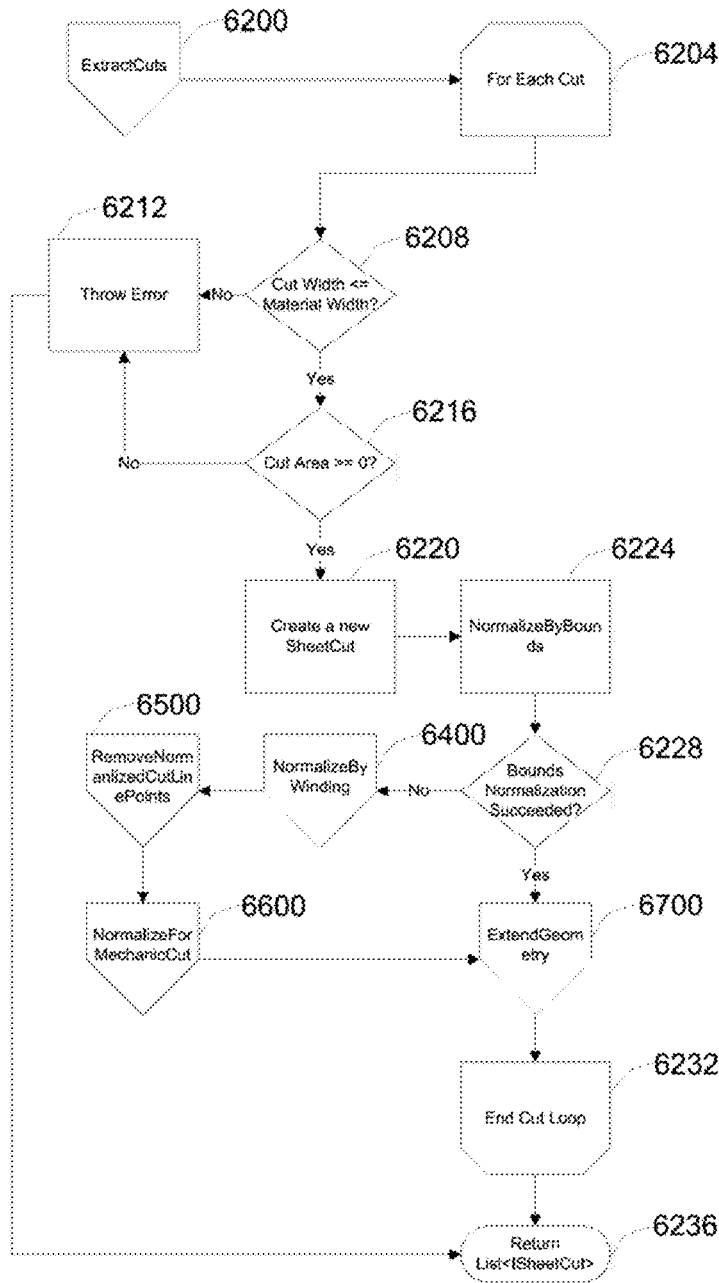 6200
ExtractCuts
6204
For Each Cut
6212
Throw Error
6208
Cut Width <=
Material Width?
No
Yes
6216
Cut Area >= 0?
No
Yes
6220
Create a new
SheetCut
6224
NormalizeByBoun
ds
6500
RemoveNor
manlizedCutLin
ePoints
6400
NormalizeBy
Winding
No
6228
Bounds
Normalization
Succeeded?
Yes
6600
NormalizeFor
MechanicCut
6700
ExtendGeom
etry
6232
End Cut Loop
6236
Return
List<ISheetCut>